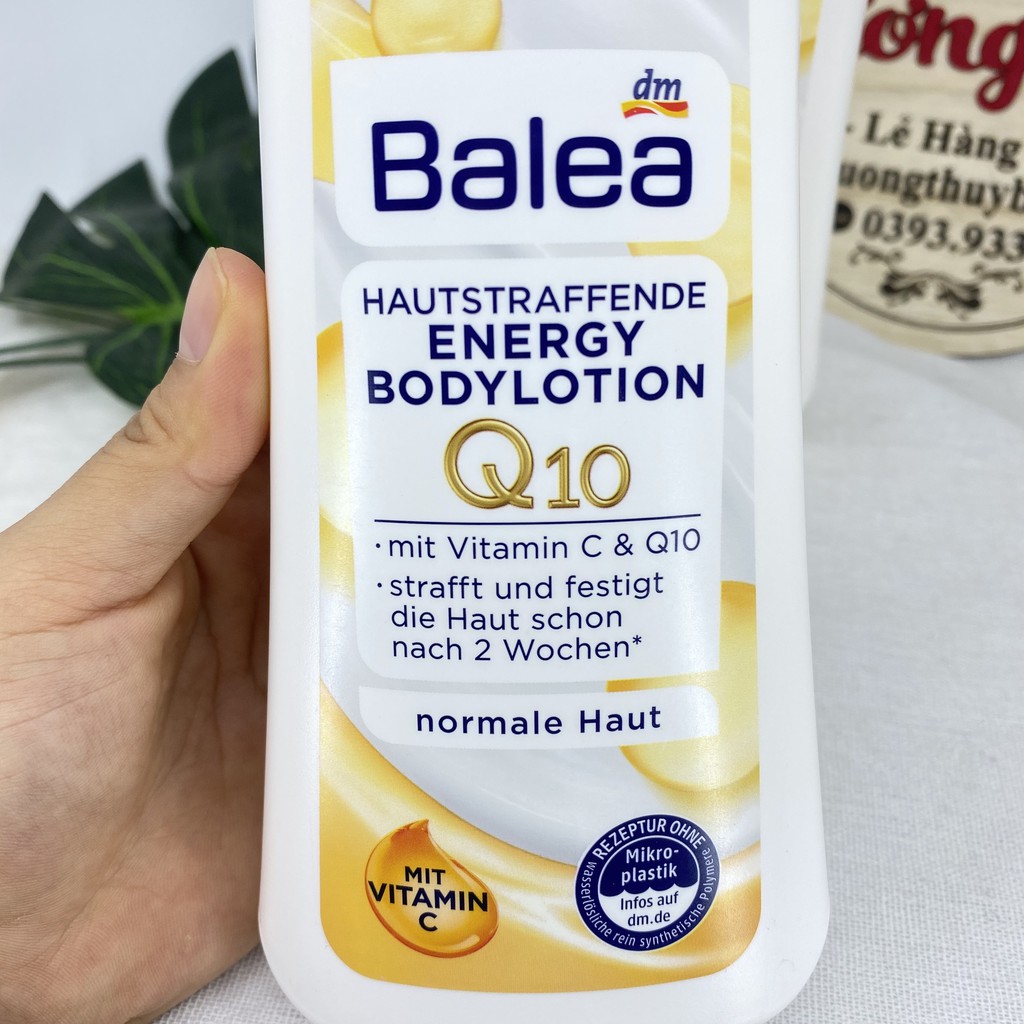 dm
Balea
HAUTSTRAFFENDE
ENERGY
BODYLOTION
Q10
· mit Vitamin C & Q10
· strafft und festigt
die Haut schon
nach 2 Wochen*
normale Haut
MIT
VITAMIN
C
REZEPTUR OHNE
Mikro-
plastik
Infos auf
dm.de
wasserlösliche rein synthetische Polymere
Lẻ Hàng
0393.933